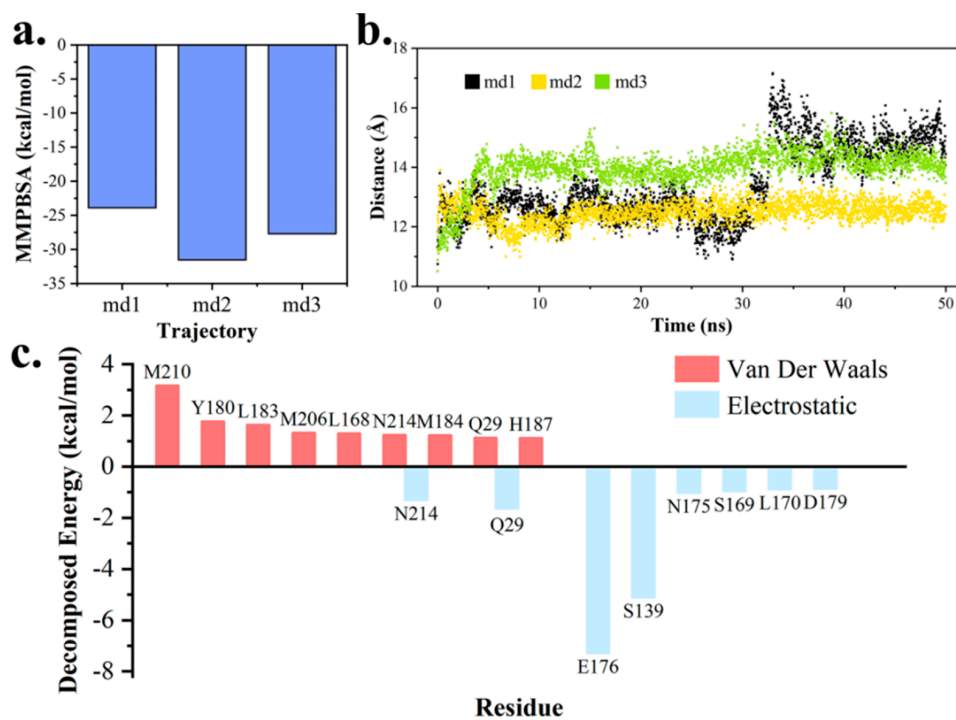 a.
MMPBSA (kcal/mol)
0
-5
-10
-15
-20
-25
-30
-35
md1 md2 md3
Trajectory
b.
Distance (Å)
18
16
14
12
10
md1 md2 md3
0 10 20 30 40 50
Time (ns)
c.
Decomposed Energy (kcal/mol)
4
2
0
-2
-4
-6
-8
Van Der Waals
Electrostatic
M210
Y180
L183
M206
L168
N214
M184
Q29
H187
N214
Q29
E176
S139
N175
S169
L170
D179
Residue